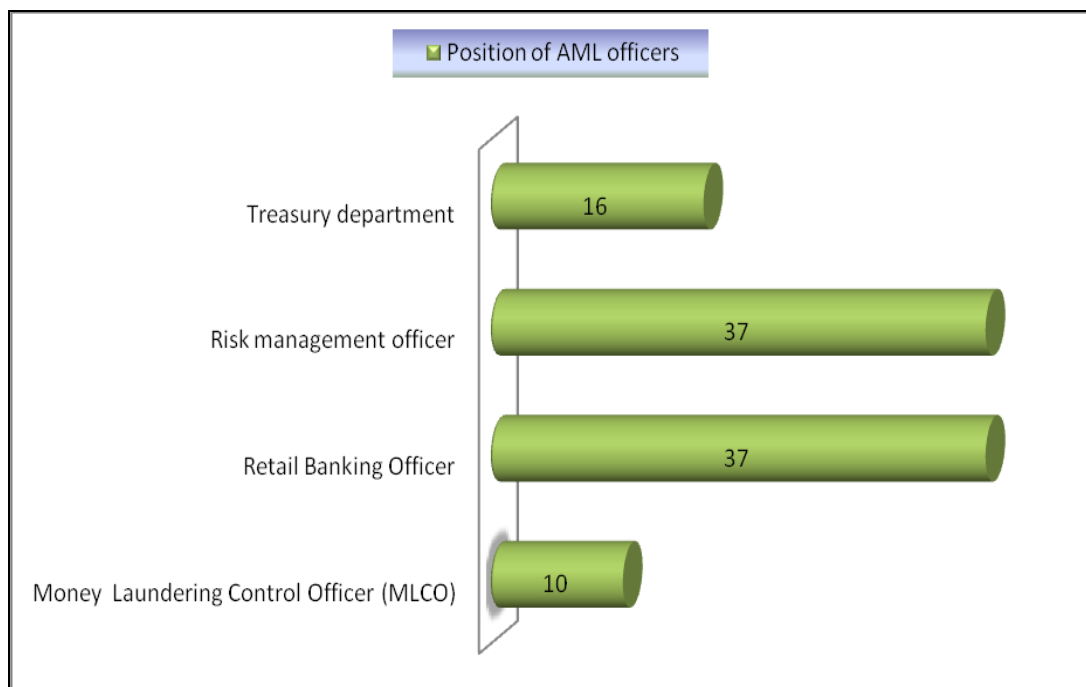 Position of AML officers
Treasury department
16
Risk management officer
37
Retail Banking Officer
37
Money Laundering Control Officer (MLCO)
10